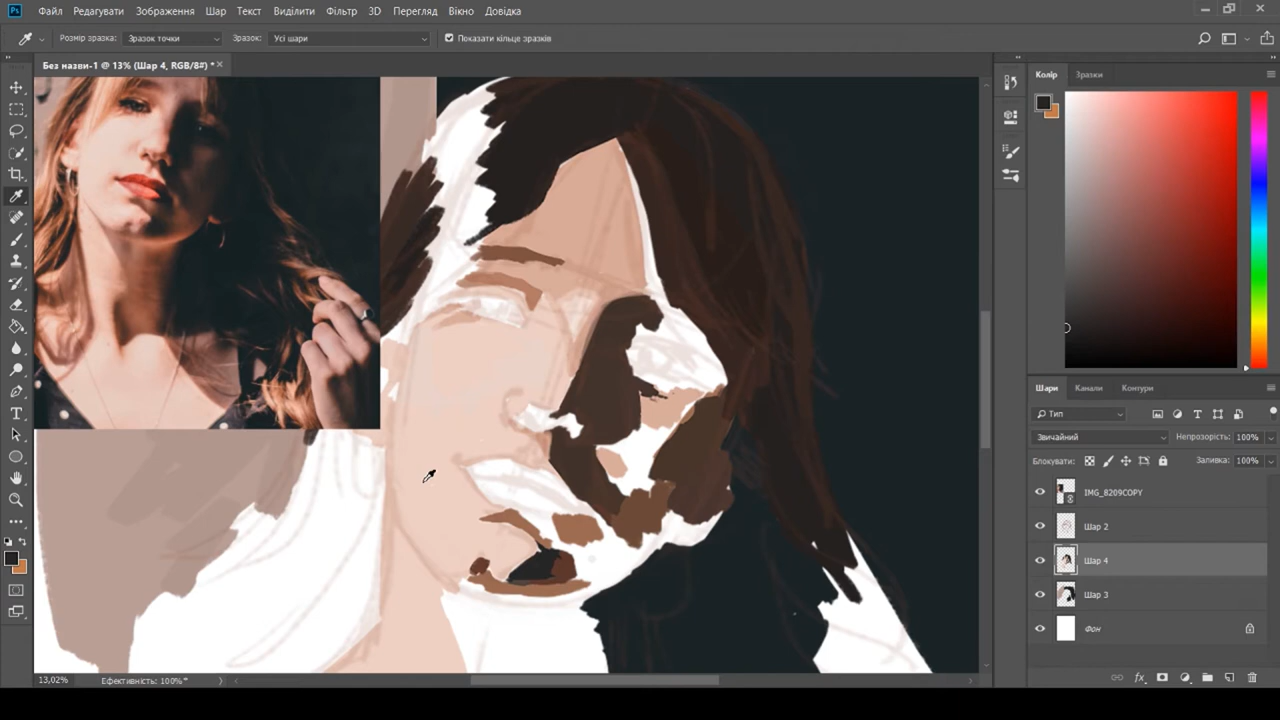 Ps Файл Редагувати Зображення Шар Текст Виділити Фільтр 3D Перегляд Вікно Довідка
Розмір зразка: Зразок точки Зразок: Усі шари Показати кільце зразків
Без назви-1 @ 13% (Шар 4, RGB/8#) *
Колір Зразки
Шари Канали Контури
Тип
Звичайний Непрозорість: 100%
Блокувати: Заливка: 100%
IMG_8209COPY
Шар 2
Шар 4
Шар 3
Фон
13,02% Ефективність: 100%*